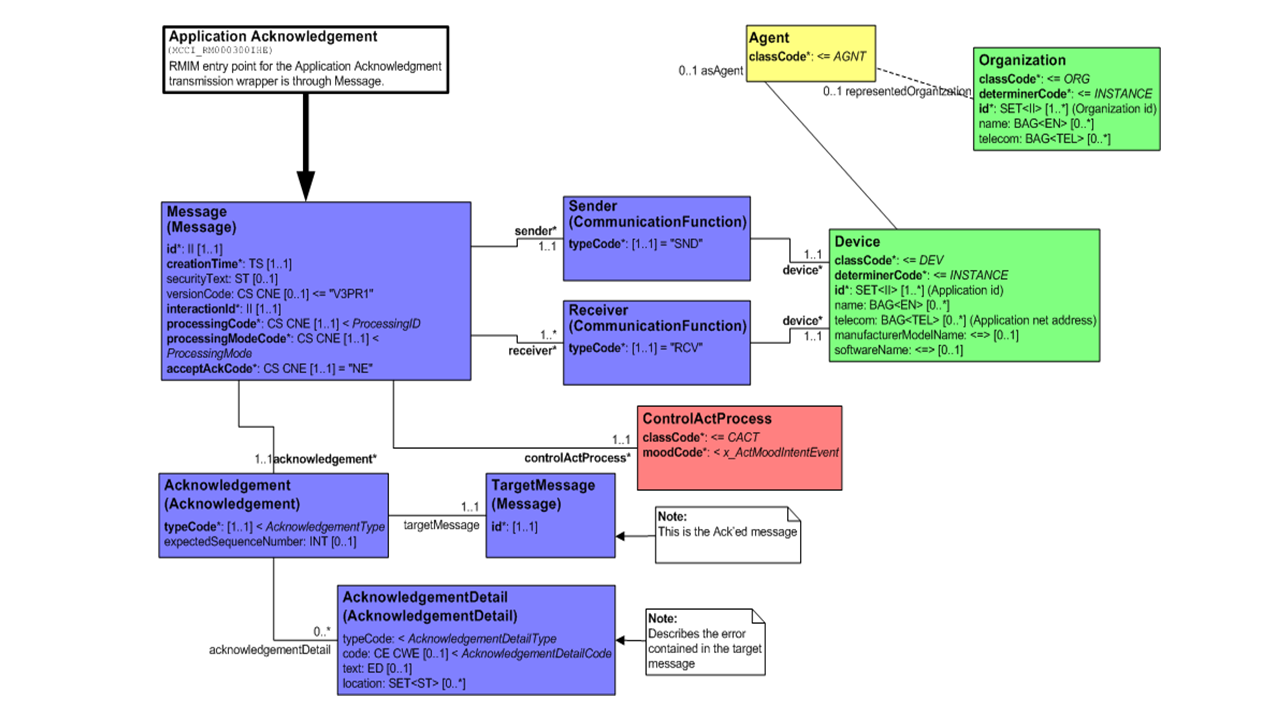 Application Acknowledgement
(MCCI_RM000300IHE)
RMIM entry point for the Application Acknowledgment
transmission wrapper is through Message.
Agent
classCode*: <= AGNT
0..1 asAgent
0..1 representedOrganization
Organization
classCode*: <= ORG
determinerCode*: <= INSTANCE
id*: SET<II> [1..*] (Organization id)
name: BAG<EN> [0..*]
telecom: BAG<TEL> [0..*]
Message
(Message)
id*: II [1..1]
creationTime*: TS [1..1]
securityText: ST [0..1]
versionCode: CS CNE [0..1] <= "V3PR1"
interactionId*: II [1..1]
processingCode*: CS CNE [1..1] < ProcessingID
processingModeCode*: CS CNE [1..1] <
ProcessingMode
acceptAckCode*: CS CNE [1..1] = "NE"
sender*
1..1
Sender
(CommunicationFunction)
typeCode*: [1..1] = "SND"
1..1
device*
1..*
receiver*
Receiver
(CommunicationFunction)
typeCode*: [1..1] = "RCV"
device*
1..1
Device
classCode*: <= DEV
determinerCode*: <= INSTANCE
id*: SET<II> [1..*] (Application id)
name: BAG<EN> [0..*]
telecom: BAG<TEL> [0..*] (Application net address)
manufacturerModelName: <=> [0..1]
softwareName: <=> [0..1]
1..1
controlActProcess*
ControlActProcess
classCode*: <= CACT
moodCode*: < x_ActMoodIntentEvent
1..1 acknowledgement*
Acknowledgement
(Acknowledgement)
typeCode*: [1..1] < AcknowledgementType
expectedSequenceNumber: INT [0..1]
1..1
targetMessage
TargetMessage
(Message)
id*: [1..1]
Note:
This is the Ack'ed message
0..*
acknowledgementDetail
AcknowledgementDetail
(AcknowledgementDetail)
typeCode: < AcknowledgementDetailType
code: CE CWE [0..1] < AcknowledgementDetailCode
text: ED [0..1]
location: SET<ST> [0..*]
Note:
Describes the error
contained in the target
message